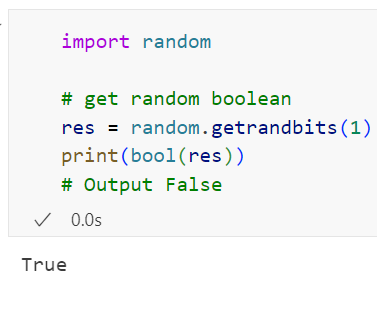 import random
# get random boolean
res = random.getrandbits(1)
print(bool(res))
# Output False
0.0s
True